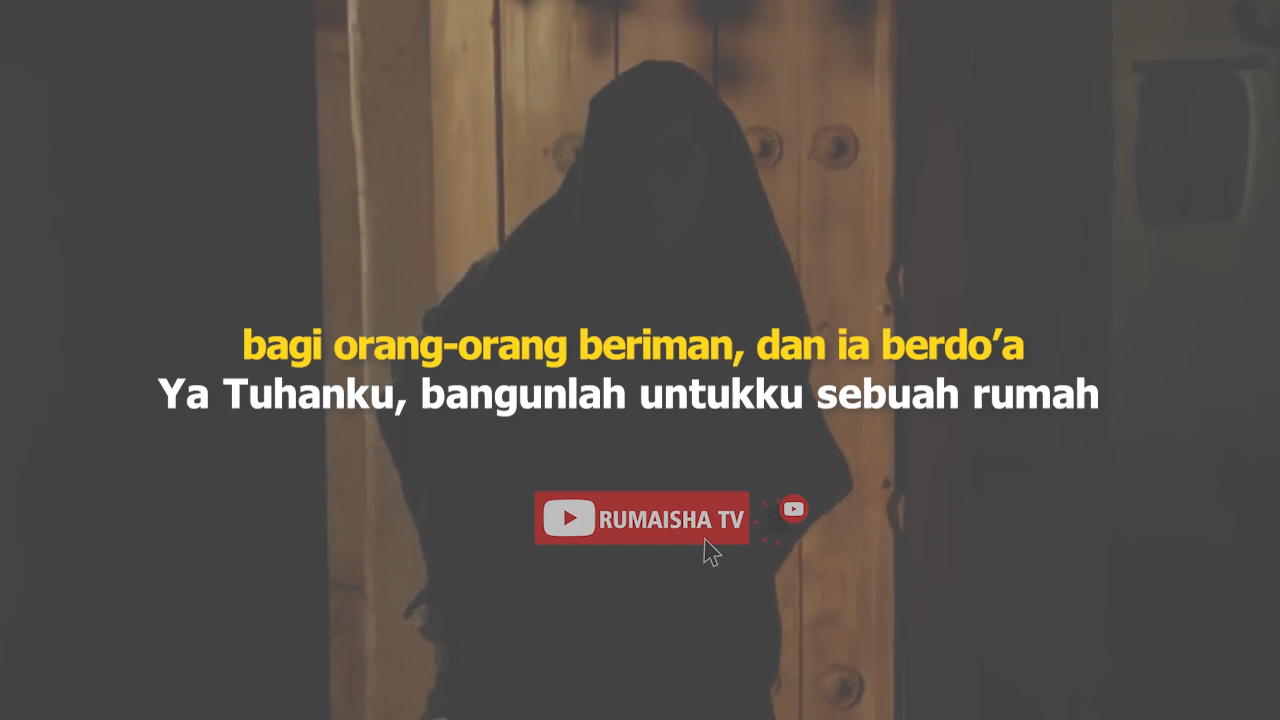 bagi orang-orang beriman, dan ia berdo’a
Ya Tuhanku, bangunlah untukku sebuah rumah
RUMAISHA TV